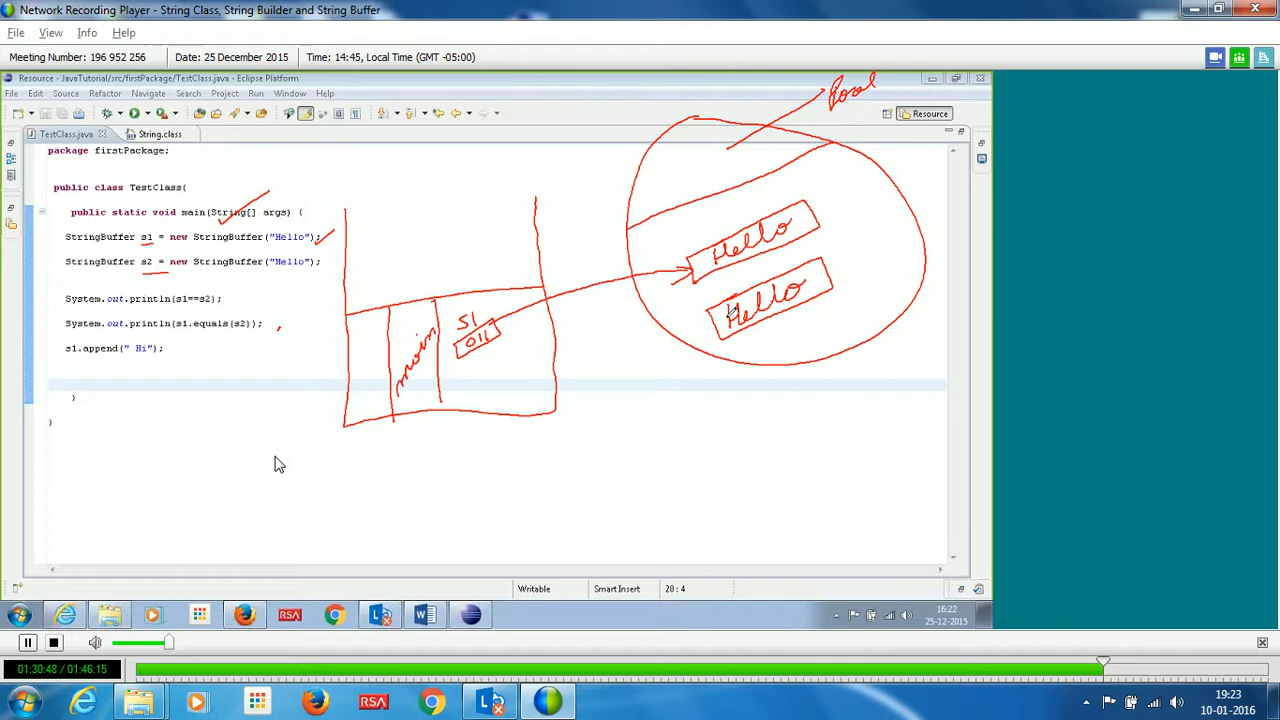 Network Recording Player - String Class, String Builder and String Buffer
File View Info Help
Meeting Number: 196 952 256 Date: 25 December 2015 Time: 14:45, Local Time (GMT -05:00)
Resource - JavaTutorial/src/firstPackage/TestClass.java - Eclipse Platform
File Edit Source Refactor Navigate Search Project Run Window Help
Resource
TestClass.java String.class
package firstPackage;
public class TestClass{
public static void main(String[] args) {
StringBuffer s1 = new StringBuffer("Hello");
StringBuffer s2 = new StringBuffer("Hello");
System.out.println(s1==s2);
System.out.println(s1.equals(s2));
s1.append(" Hi");
}
}
Pool
Hello
Hello
S1
011
main
Writable Smart Insert 20 : 4
RSA
16:22
25-12-2015
01:30:48 / 01:46:15
RSA
19:23
10-01-2016